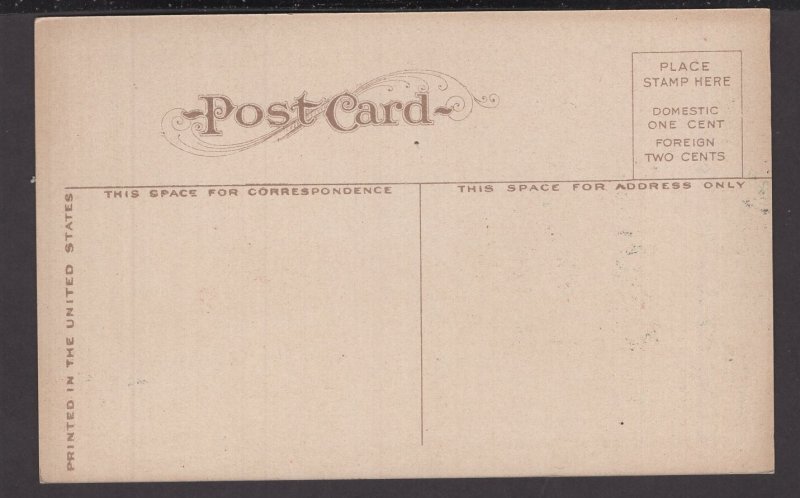 Post Card
PLACE
STAMP HERE
DOMESTIC
ONE CENT
FOREIGN
TWO CENTS
THIS SPACE FOR CORRESPONDENCE
THIS SPACE FOR ADDRESS ONLY
PRINTED IN THE UNITED STATES